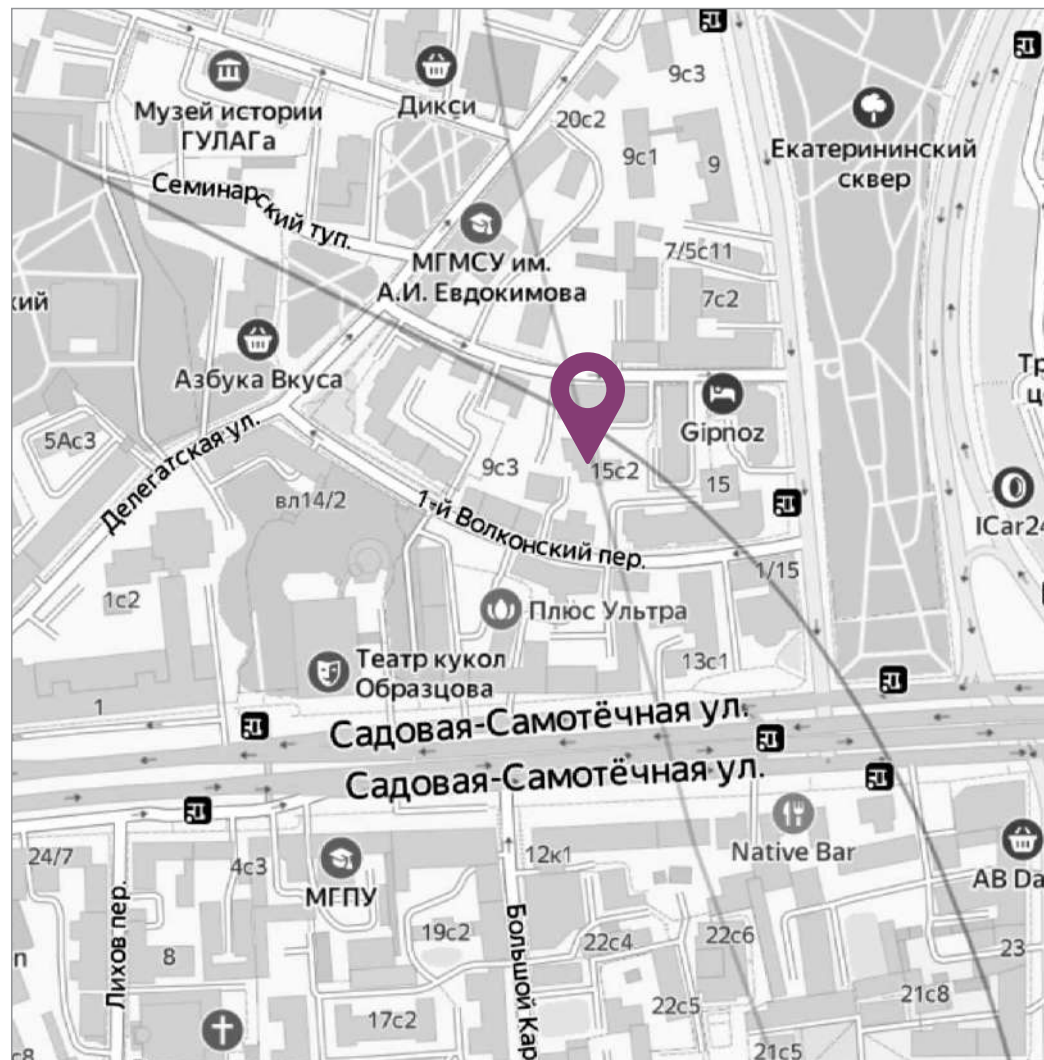 9с3
Музей истории
ГУЛАГа
Дикси
20с2
9с1
9
Екатерининский
сквер
Семинарский туп.
МГМСУ им.
А.И. Евдокимова
7/5с11
7с2
кий
Азбука Вкуса
Тр
ц
Gipnoz
5Ас3
Делегатская ул.
9с3
15с2
15
вл14/2
1-й Волконский пер.
ICar24
1/15
1с2
Плюс Ультра
Театр кукол
Образцова
13с1
1
Садовая-Самотёчная ул.
Садовая-Самотёчная ул.
Native Bar
24/7
4с3
МГПУ
12к1
AB Da
Лихов пер.
Большой Кар
19с2
22с4
22с6
23
п
8
17с2
22с5
21с8
с8
21с5